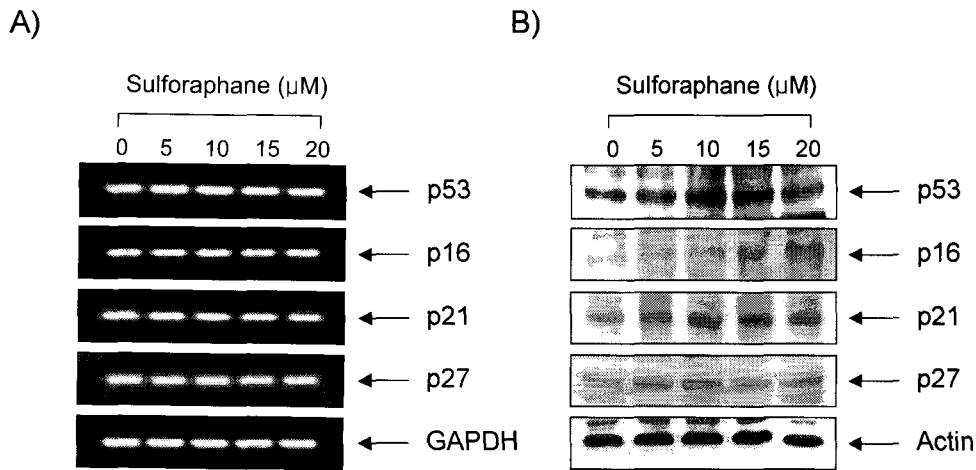 A)
Sulforaphane (μM)
0 5 10 15 20
p53
p16
p21
p27
GAPDH
B)
Sulforaphane (μM)
0 5 10 15 20
p53
p16
p21
p27
Actin